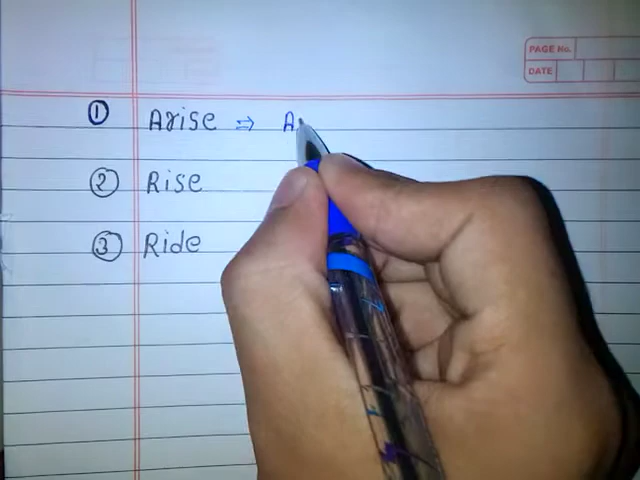 PAGE No.
DATE
① Arise ⇒ A
② Rise
③ Ride